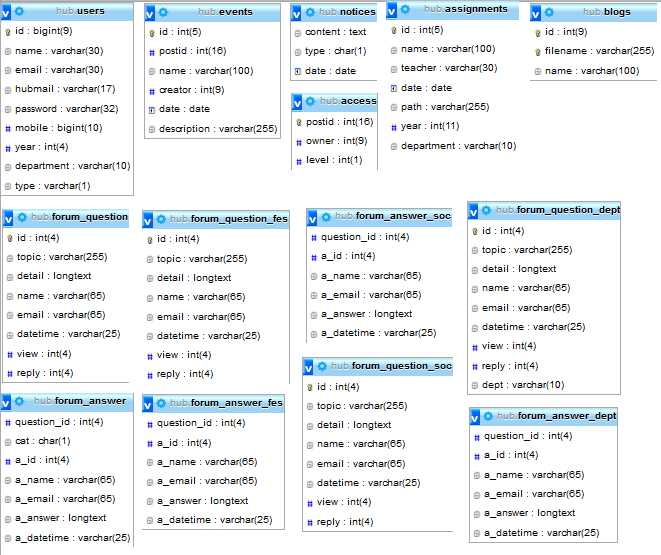 hub users
id : bigint(9)
name : varchar(30)
email : varchar(30)
hubmail : varchar(17)
password : varchar(32)
mobile : bigint(10)
year : int(4)
department : varchar(10)
type : varchar(1)
hub events
id : int(5)
postid : int(16)
name : varchar(100)
creator : int(9)
date : date
description : varchar(255)
hub notices
content : text
type : char(1)
date : date
hub access
postid : int(16)
owner : int(9)
level : int(1)
hub assignments
id : int(5)
name : varchar(100)
teacher : varchar(30)
date : date
path : varchar(255)
year : int(11)
department : varchar(10)
hub blogs
id : int(9)
filename : varchar(255)
name : varchar(100)
hub forum_question
id : int(4)
topic : varchar(255)
detail : longtext
name : varchar(65)
email : varchar(65)
datetime : varchar(25)
view : int(4)
reply : int(4)
hub forum_question_fes
id : int(4)
topic : varchar(255)
detail : longtext
name : varchar(65)
email : varchar(65)
datetime : varchar(25)
view : int(4)
reply : int(4)
hub forum_answer_soc
question_id : int(4)
a_id : int(4)
a_name : varchar(65)
a_email : varchar(65)
a_answer : longtext
a_datetime : varchar(25)
hub forum_question_dept
id : int(4)
topic : varchar(255)
detail : longtext
name : varchar(65)
email : varchar(65)
datetime : varchar(25)
view : int(4)
reply : int(4)
dept : varchar(10)
hub forum_answer
question_id : int(4)
cat : char(1)
a_id : int(4)
a_name : varchar(65)
a_email : varchar(65)
a_answer : longtext
a_datetime : varchar(25)
hub forum_answer_fes
question_id : int(4)
a_id : int(4)
a_name : varchar(65)
a_email : varchar(65)
a_answer : longtext
a_datetime : varchar(25)
hub forum_question_soc
id : int(4)
topic : varchar(255)
detail : longtext
name : varchar(65)
email : varchar(65)
datetime : varchar(25)
view : int(4)
reply : int(4)
hub forum_answer_dept
question_id : int(4)
a_id : int(4)
a_name : varchar(65)
a_email : varchar(65)
a_answer : longtext
a_datetime : varchar(25)